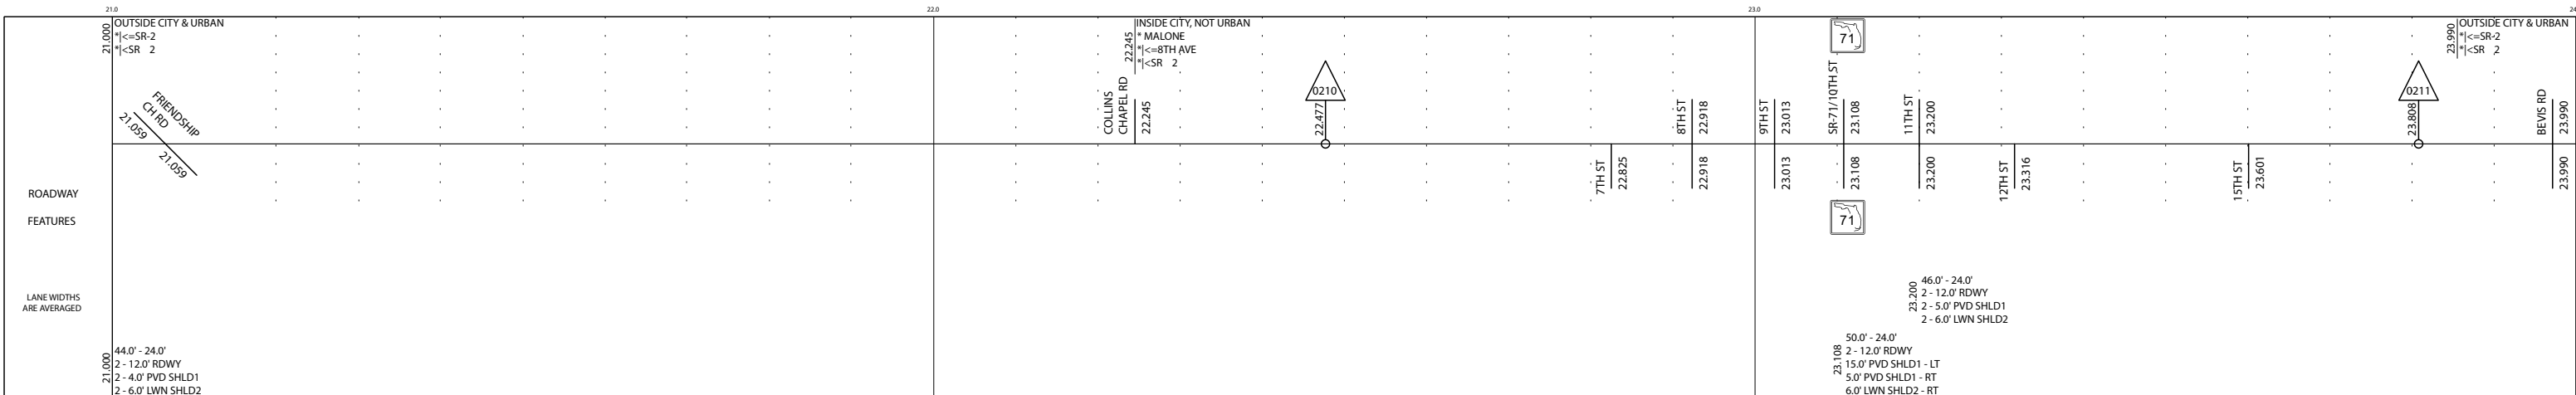 21.0
22.0
23.0
24
21.000
OUTSIDE CITY & URBAN
*|<=SR-2
*|<SR 2
22.245
INSIDE CITY, NOT URBAN
* MALONE
*|<=8TH AVE
*|<SR 2
71
23.990
OUTSIDE CITY & URBAN
*|<=SR-2
*|<SR 2
FRIENDSHIP
CH RD
21.059
21.059
COLLINS
CHAPEL RD
22.245
0210
22.477
7TH ST
22.825
8TH ST
22.918
22.918
9TH ST
23.013
23.013
SR-71/10TH ST
23.108
23.108
11TH ST
23.200
23.200
12TH ST
23.316
15TH ST
23.601
0211
23.808
BEVIS RD
23.990
23.990
ROADWAY
FEATURES
71
LANE WIDTHS
ARE AVERAGED
23.200
46.0' - 24.0'
2 - 12.0' RDWY
2 - 5.0' PVD SHLD1
2 - 6.0' LWN SHLD2
21.000
44.0' - 24.0'
2 - 12.0' RDWY
2 - 4.0' PVD SHLD1
2 - 6.0' LWN SHLD2
23.108
50.0' - 24.0'
2 - 12.0' RDWY
15.0' PVD SHLD1 - LT
5.0' PVD SHLD1 - RT
6.0' LWN SHLD2 - RT